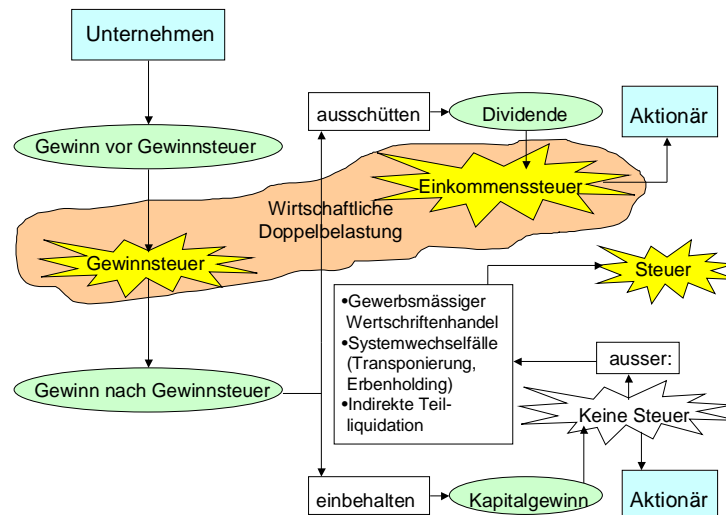 Unternehmen
ausschütten
Dividende
Aktionär
Gewinn vor Gewinnsteuer
Einkommenssteuer
Wirtschaftliche
Doppelbelastung
Gewinnsteuer
Steuer
•Gewerbsmässiger
Wertschriftenhandel
•Systemwechselfälle
(Transponierung,
Erbenholding)
•Indirekte Teil-
liquidation
ausser:
Gewinn nach Gewinnsteuer
Keine Steuer
einbehalten
Kapitalgewinn
Aktionär